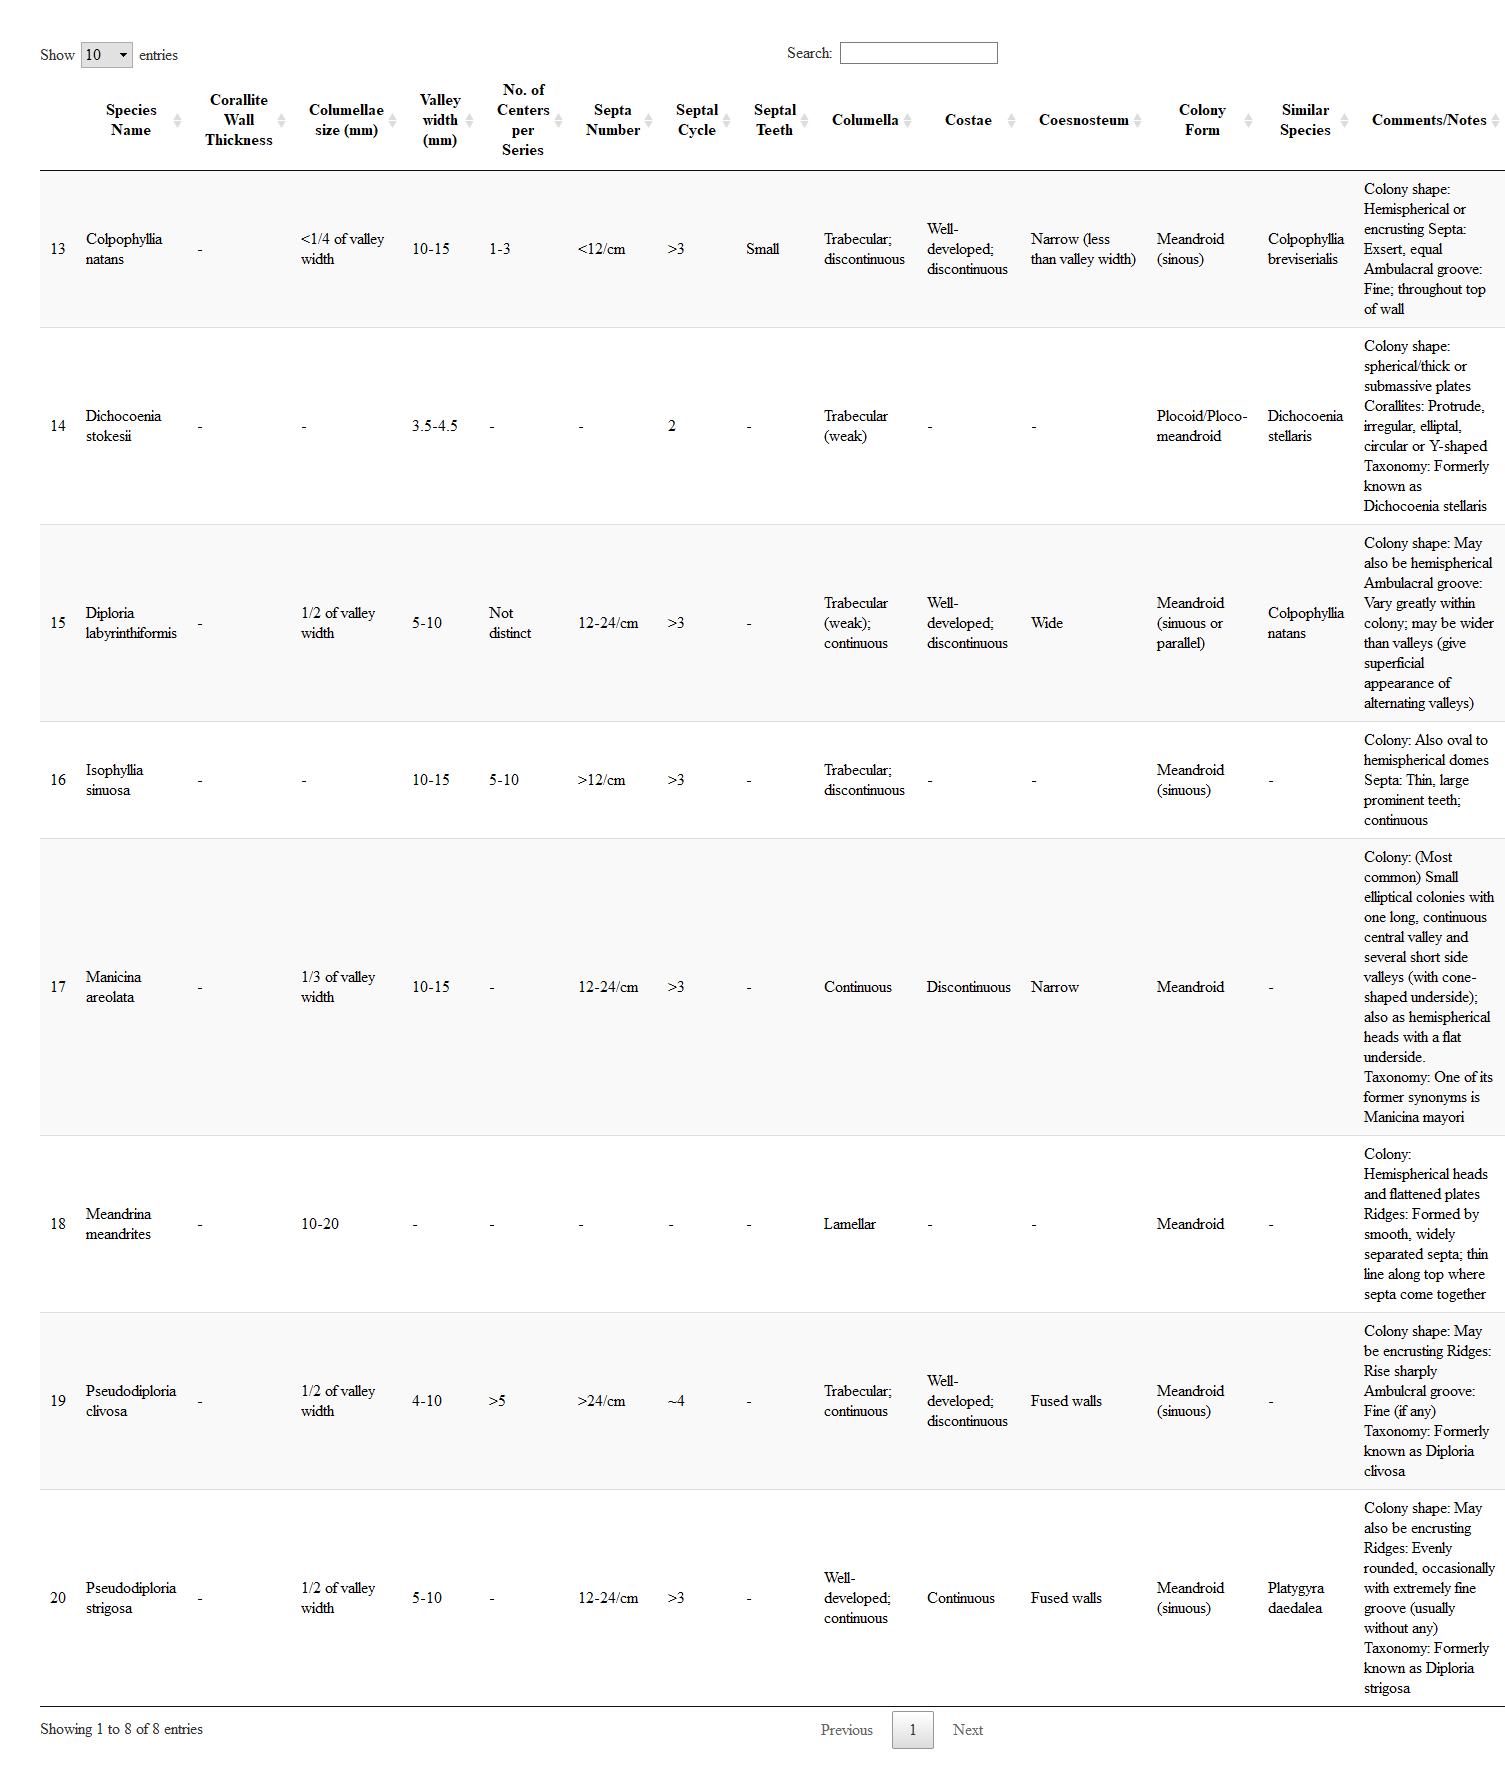 Show 10 entries
Search:
Species Name
Corallite Wall Thickness
Columellae size (mm)
Valley width (mm)
No. of Centers per Series
Septa Number
Septal Cycle
Septal Teeth
Columella
Costae
Coesnosteum
Colony Form
Similar Species
Comments/Notes
13
Colpophyllia
natans
-
<1/4 of valley
width
10-15
1-3
<12/cm
>3
Small
Trabecular;
discontinuous
Well-
developed;
discontinuous
Narrow (less
than valley width)
Meandroid
(sinous)
Colpophyllia
breviserialis
Colony shape:
Hemispherical or
encrusting Septa:
Exsert, equal
Ambulacral groove:
Fine; throughout top
of wall
14
Dichocoenia
stokesii
-
-
3.5-4.5
-
-
2
-
Trabecular
(weak)
-
-
Plocoid/Ploco-
meandroid
Dichocoenia
stellaris
Colony shape:
spherical/thick or
submassive plates
Corallites: Protrude,
irregular, elliptal,
circular or Y-shaped
Taxonomy: Formerly
known as
Dichocoenia stellaris
15
Diploria
labyrinthiformis
-
1/2 of valley
width
5-10
Not
distinct
12-24/cm
>3
-
Trabecular
(weak);
continuous
Well-
developed;
discontinuous
Wide
Meandroid
(sinuous or
parallel)
Colpophyllia
natans
Colony shape: May
also be hemispherical
Ambulacral groove:
Vary greatly within
colony; may be wider
than valleys (give
superficial
appearance of
alternating valleys)
16
Isophyllia
sinuosa
-
-
10-15
5-10
>12/cm
>3
-
Trabecular;
discontinuous
-
-
Meandroid
(sinuous)
-
Colony: Also oval to
hemispherical domes
Septa: Thin, large
prominent teeth;
continuous
17
Manicina
areolata
-
1/3 of valley
width
10-15
-
12-24/cm
>3
-
Continuous
Discontinuous
Narrow
Meandroid
-
Colony: (Most
common) Small
elliptical colonies with
one long, continuous
central valley and
several short side
valleys (with cone-
shaped underside);
also as hemispherical
heads with a flat
underside.
Taxonomy: One of its
former synonyms is
Manicina mayori
18
Meandrina
meandrites
-
10-20
-
-
-
-
-
Lamellar
-
-
Meandroid
-
Colony:
Hemispherical heads
and flattened plates
Ridges: Formed by
smooth, widely
separated septa; thin
line along top where
septa come together
19
Pseudodiploria
clivosa
-
1/2 of valley
width
4-10
>5
>24/cm
~4
-
Trabecular;
continuous
Well-
developed;
discontinuous
Fused walls
Meandroid
(sinuous)
-
Colony shape: May
be encrusting Ridges:
Rise sharply
Ambulcral groove:
Fine (if any)
Taxonomy: Formerly
known as Diploria
clivosa
20
Pseudodiploria
strigosa
-
1/2 of valley
width
5-10
-
12-24/cm
>3
-
Well-
developed;
continuous
Continuous
Fused walls
Meandroid
(sinuous)
Platygyra
daedalea
Colony shape: May
also be encrusting
Ridges: Evenly
rounded, occasionally
with extremely fine
groove (usually
without any)
Taxonomy: Formerly
known as Diploria
strigosa
Showing 1 to 8 of 8 entries
Previous 1 Next